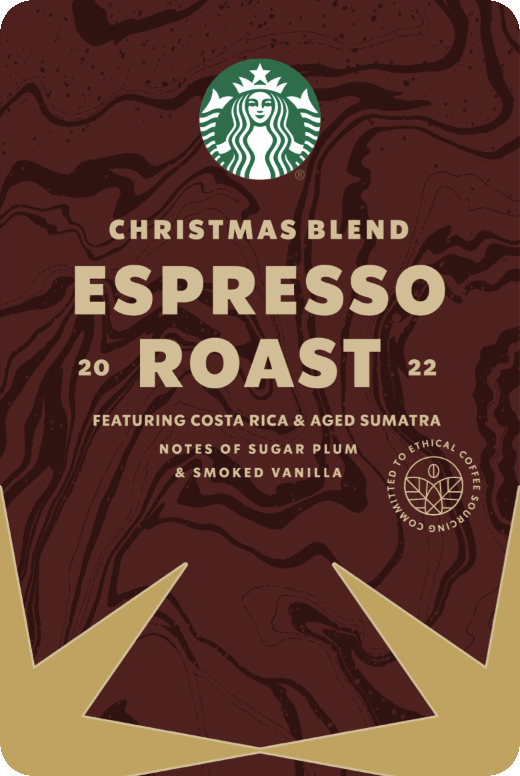 ®
CHRISTMAS BLEND
ESPRESSO
20 ROAST 22
FEATURING COSTA RICA & AGED SUMATRA
NOTES OF SUGAR PLUM
& SMOKED VANILLA
COMMITTED TO ETHICAL COFFEE SOURCING